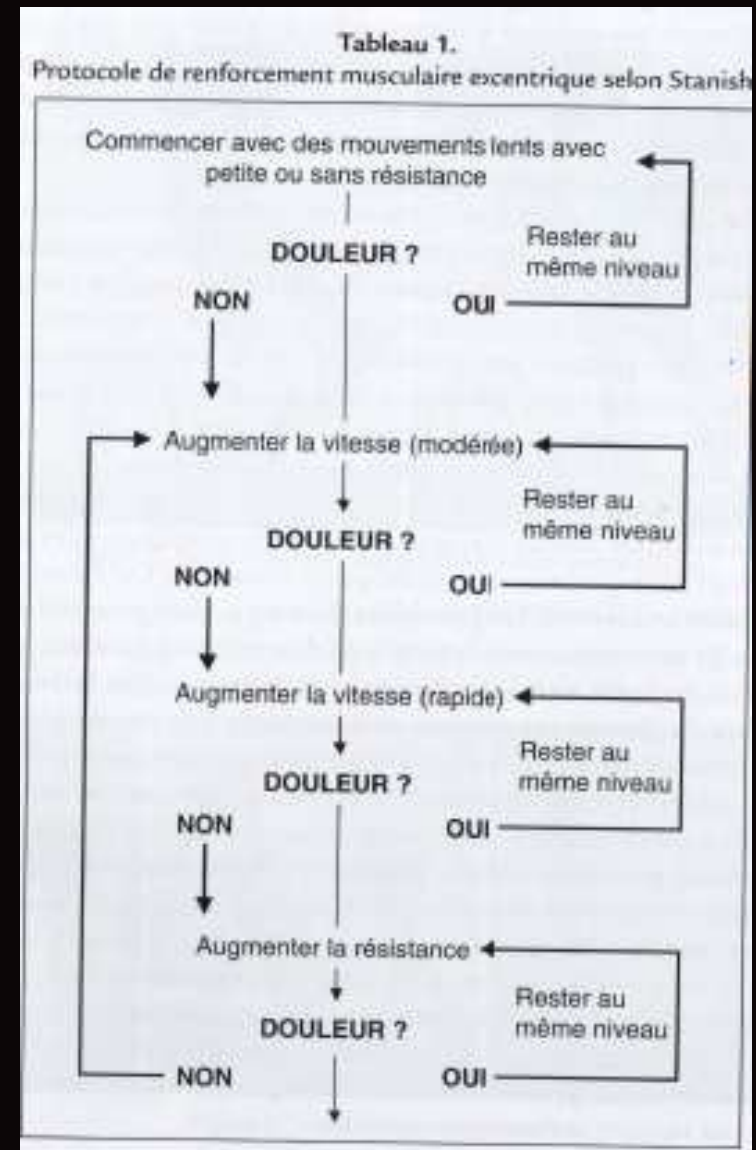 Tableau 1.
Protocole de renforcement musculaire excentrique selon Stanish
Commencer avec des mouvements lents avec
petite ou sans résistance
DOULEUR ?
Rester au
même niveau
NON
OUI
Augmenter la vitesse (modérée)
Rester au
même niveau
DOULEUR ?
NON
OUI
Augmenter la vitesse (rapide)
Rester au
même niveau
DOULEUR ?
NON
OUI
Augmenter la résistance
Rester au
même niveau
DOULEUR ?
NON
OUI